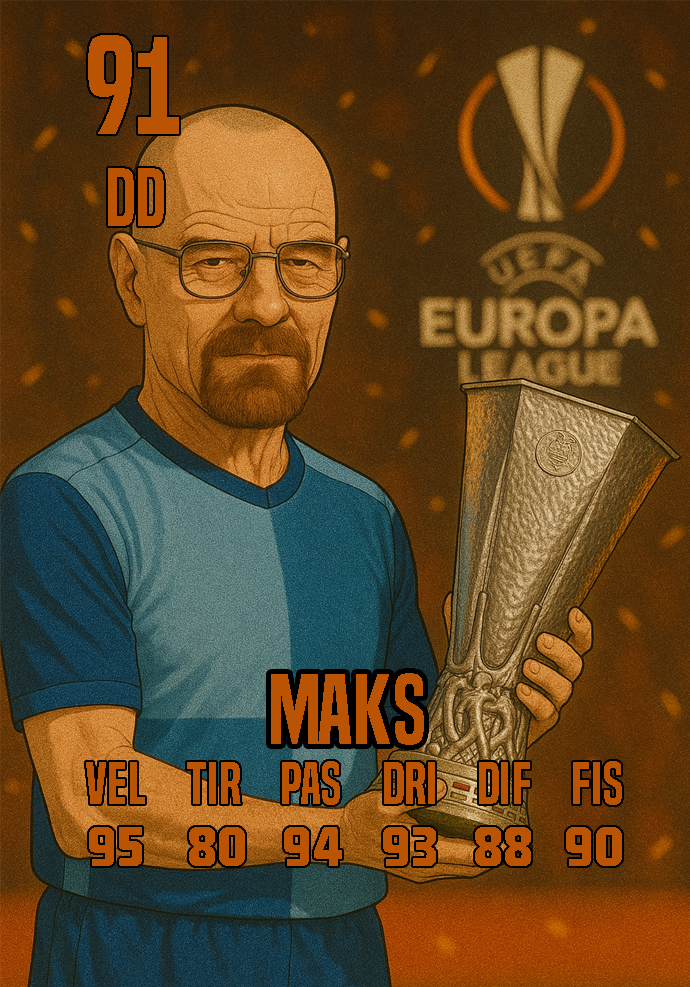 91
DD
UEFA
EUROPA
LEAGUE
MAKS
VEL TIR PAS DRI DIF FIS
95 80 94 93 88 90